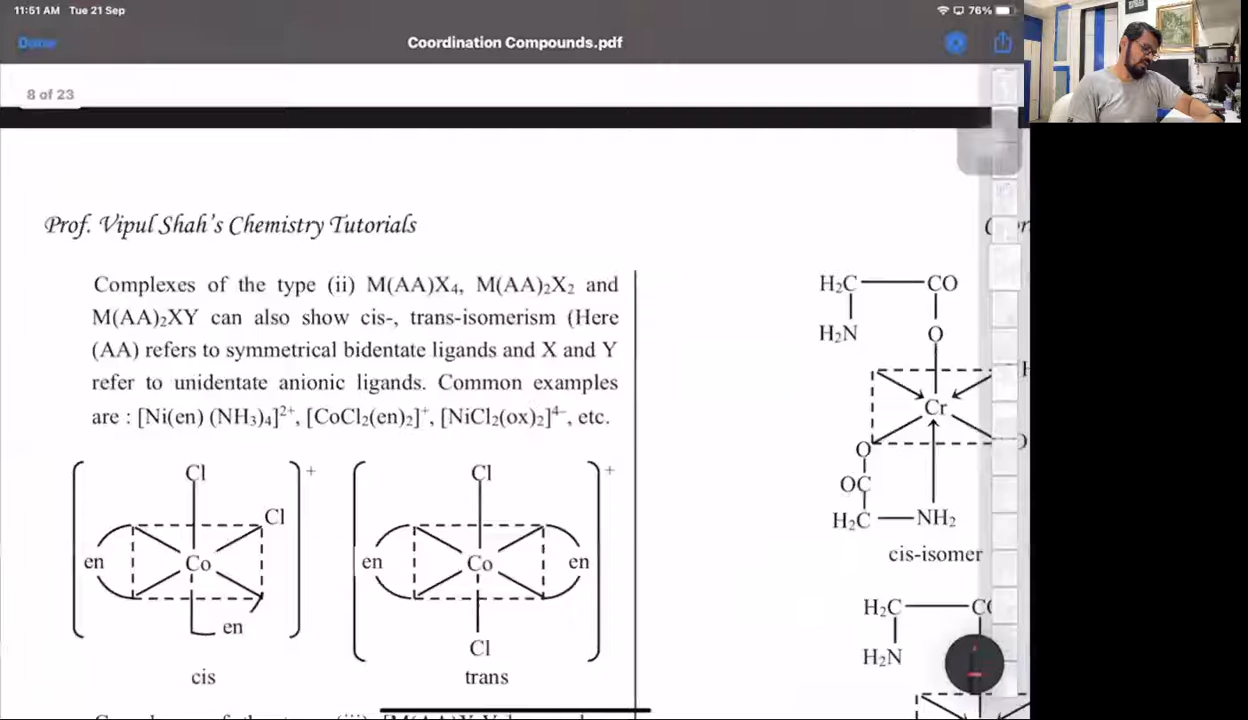 11:51 AM Tue 21 Sep
76%
Done
Coordination Compounds.pdf
8 of 23
Prof. Vipul Shah's Chemistry Tutorials
Complexes of the type (ii) M(AA)X₄, M(AA)₂X₂ and
M(AA)₂XY can also show cis-, trans-isomerism (Here
(AA) refers to symmetrical bidentate ligands and X and Y
refer to unidentate anionic ligands. Common examples
are : [Ni(en) (NH₃)₄]²⁺, [CoCl₂(en)₂]⁺, [NiCl₂(ox)₂]⁴⁻, etc.
Cl
+
Cl
en
Co
en
cis
Cl
+
en
Co
en
Cl
trans
H₂C
CO
H₂N
O
Cr
O
OC
H₂C
NH₂
cis-isomer
H₂C
H₂N